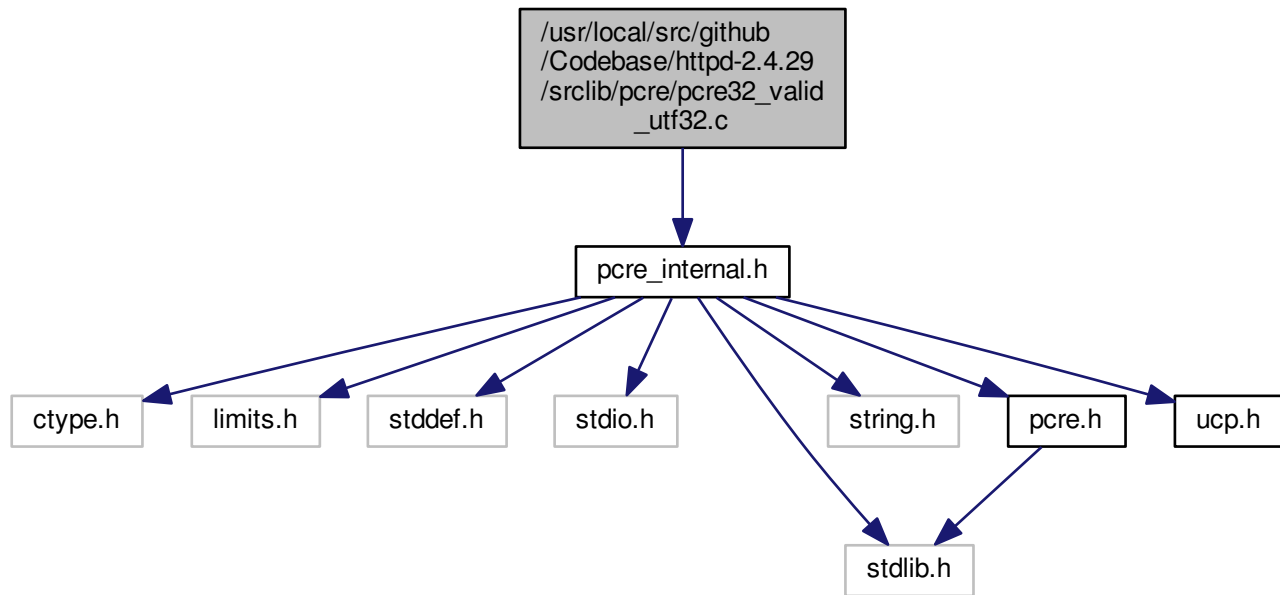 /usr/local/src/github
/Codebase/httpd-2.4.29
/srclib/pcre/pcre32_valid
_utf32.c
pcre_internal.h
ctype.h
limits.h
stddef.h
stdio.h
string.h
pcre.h
ucp.h
stdlib.h